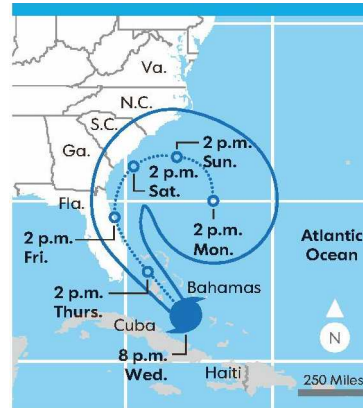 Va.
N.C.
S.C.
Ga.
2 p.m.
Sun.
2 p.m.
Sat.
Fla.
2 p.m.
Fri.
2 p.m.
Mon.
Atlantic
Ocean
2 p.m.
Thurs.
Bahamas
Cuba
8 p.m.
Wed.
Haiti
N
250 Miles